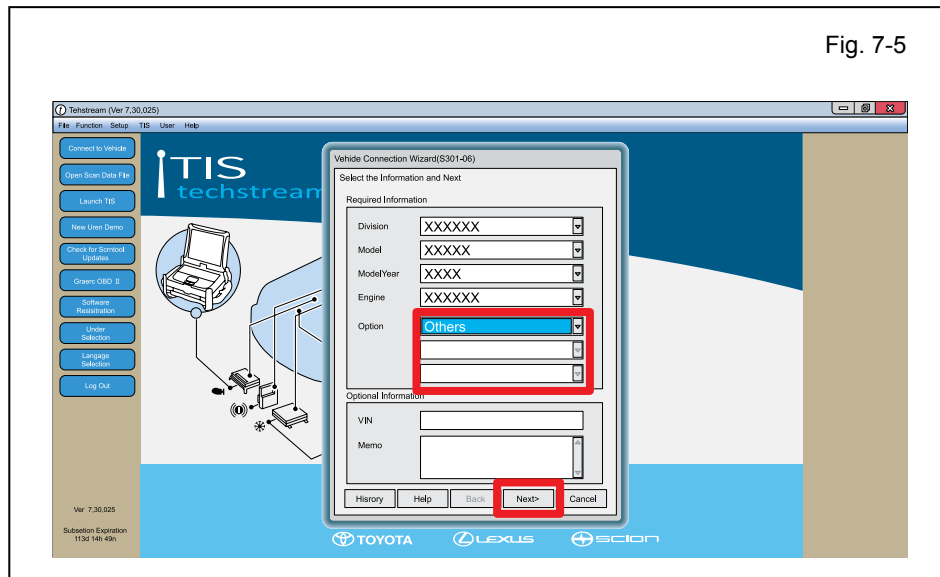 Fig. 7-5
Tehstream (Ver 7,30,025)
File Function Setup TIS User Help
Connect to Vehicle
Open Scan Data File
Launch TIS
New Uren Demo
Check for Scrntool
Updates
Graerc OBD II
Software
Resisitration
Under
Selection
Langage
Selection
Log Out
Ver 7,30,025
Subsetion Expiration
113d 14h 49n
TIS
techstream
Vehide Connection Wizard(S301-06)
Select the Information and Next
Required Information
Division XXXXXX
Model XXXXX
ModelYear XXXX
Engine XXXXXX
Option Others
Optional Information
VIN
Memo
Hisrory Help Back Next> Cancel
TOYOTA LEXUS SCION